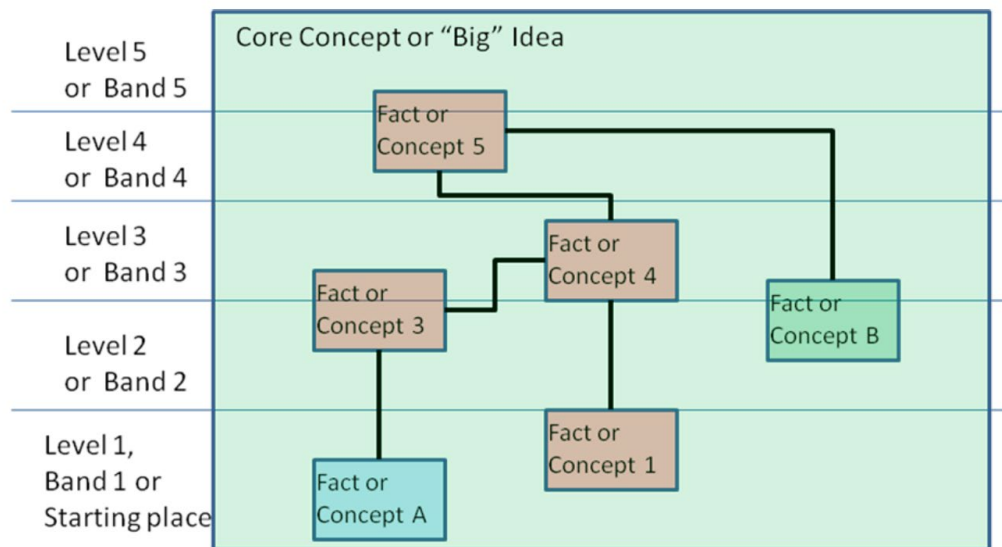 Core Concept or “Big” Idea
Level 5
or Band 5
Fact or
Concept 5
Level 4
or Band 4
Level 3
or Band 3
Fact or
Concept 4
Fact or
Concept 3
Fact or
Concept B
Level 2
or Band 2
Level 1,
Band 1 or
Starting place
Fact or
Concept 1
Fact or
Concept A